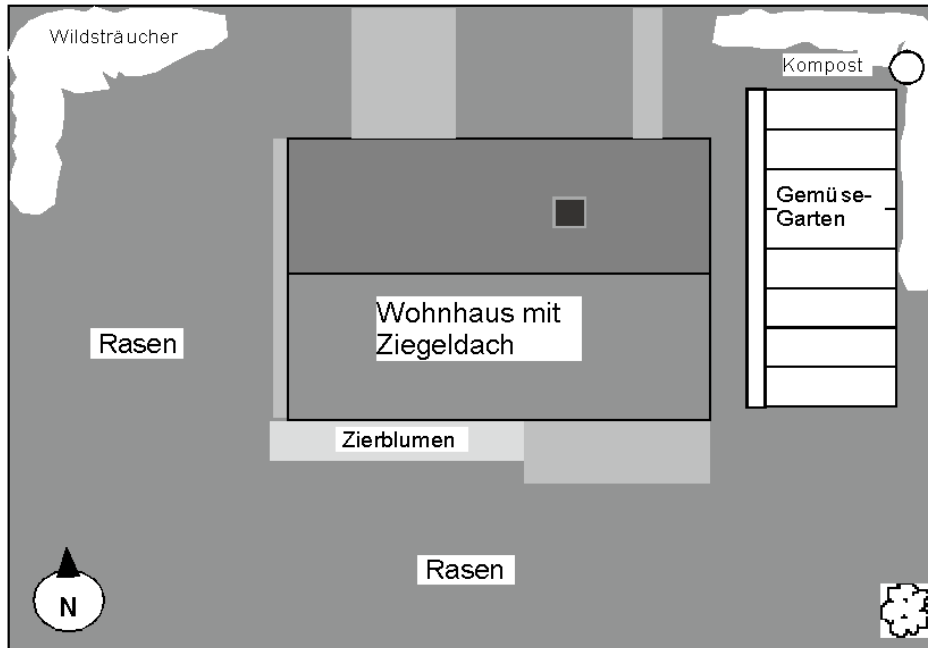 Wildsträucher
Kompost
Gemüse-
Garten
Wohnhaus mit
Ziegeldach
Rasen
Zierblumen
Rasen
N